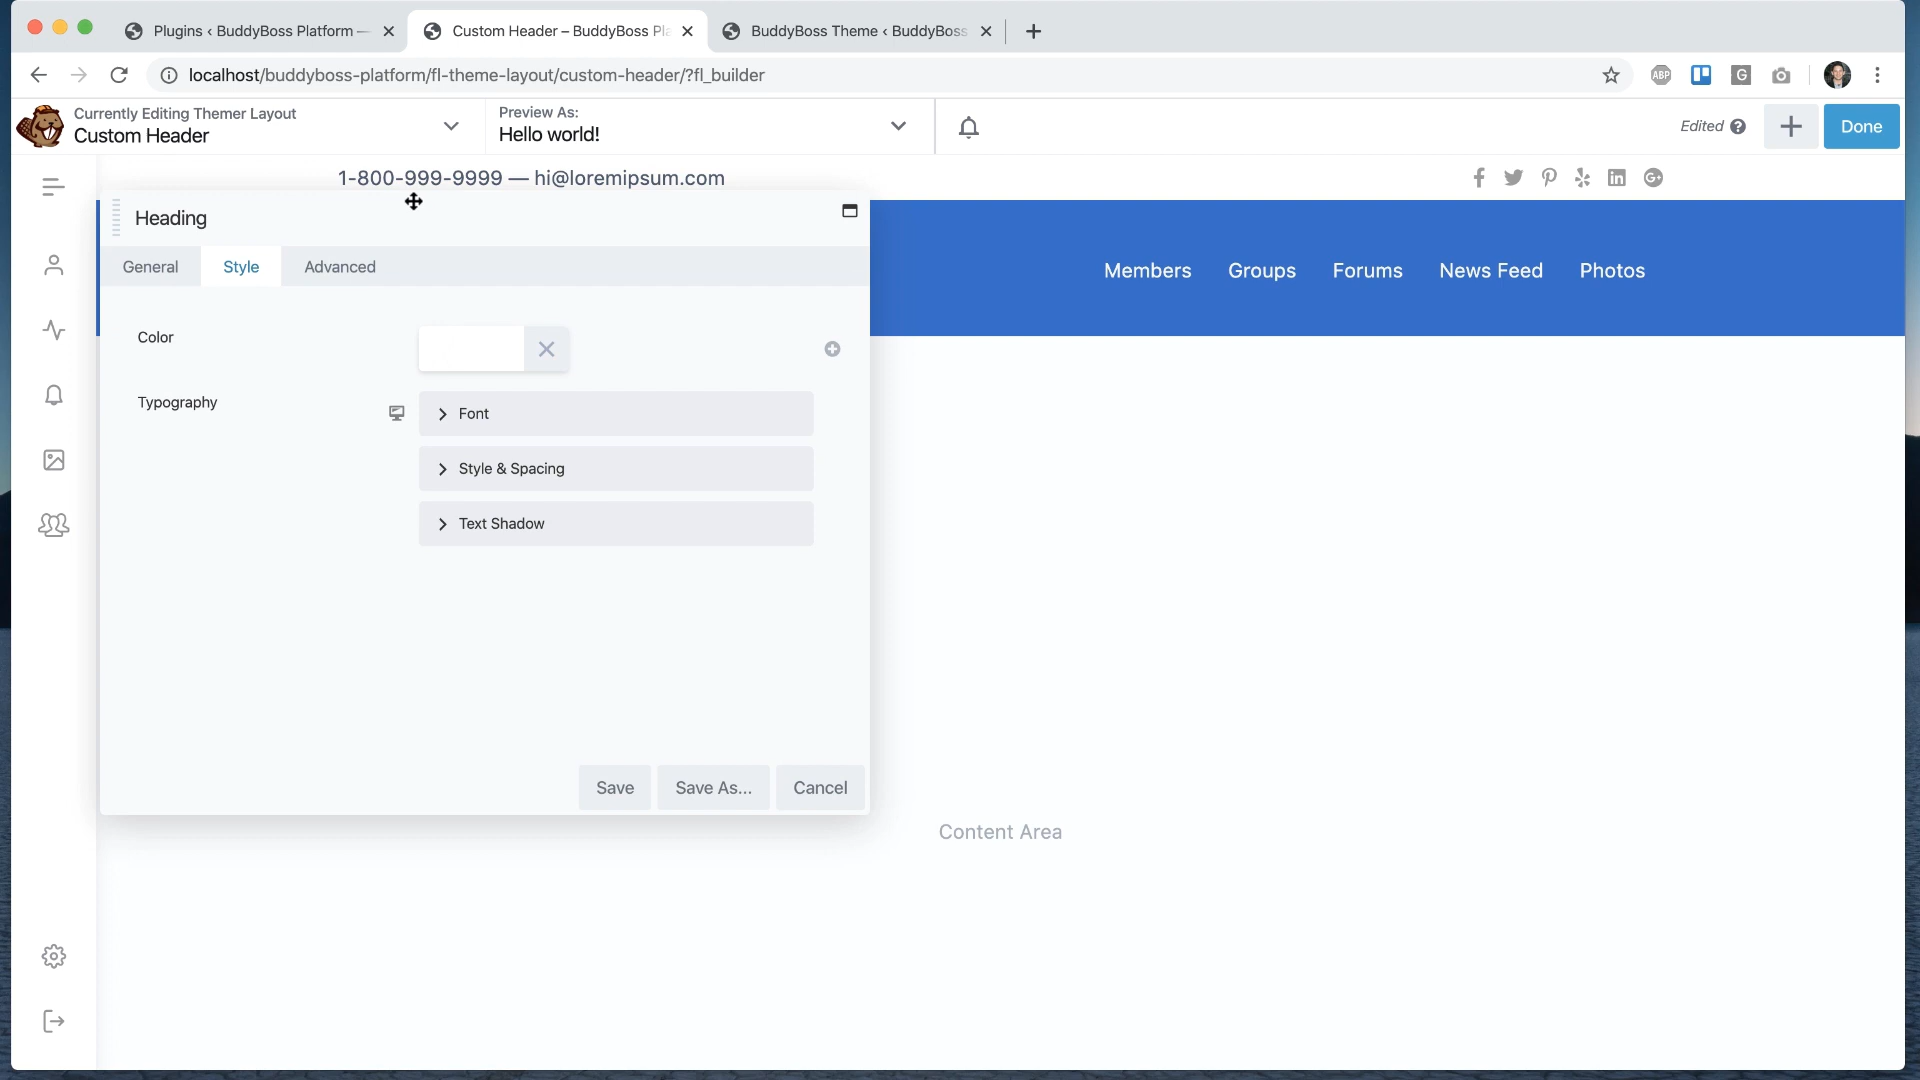 Plugins ‹ BuddyBoss Platform —
Custom Header – BuddyBoss Pla
BuddyBoss Theme ‹ BuddyBoss
localhost/buddyboss-platform/fl-theme-layout/custom-header/?fl_builder
ABP
G
Currently Editing Themer Layout
Custom Header
Preview As:
Hello world!
Edited
Done
1-800-999-9999 — hi@loremipsum.com
Heading
General
Style
Advanced
Members
Groups
Forums
News Feed
Photos
Color
Typography
Font
Style & Spacing
Text Shadow
Save
Save As...
Cancel
Content Area